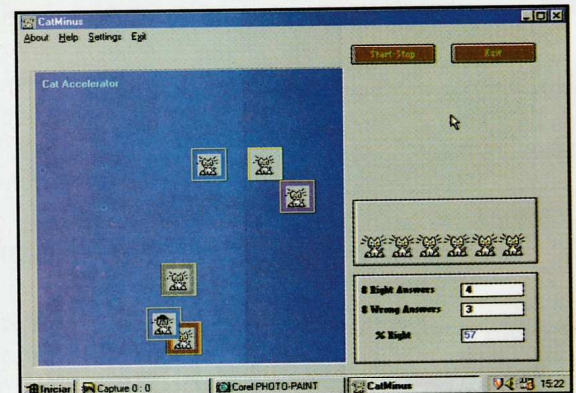 CatMinus
About Help Settings Exit
Start-Stop
Exit
Cat Accelerator
# Right Answers 4
# Wrong Answers 3
% Right 57
Iniciar
Capture 0 : 0
Corel PHOTO-PAINT
CatMinus
15:22